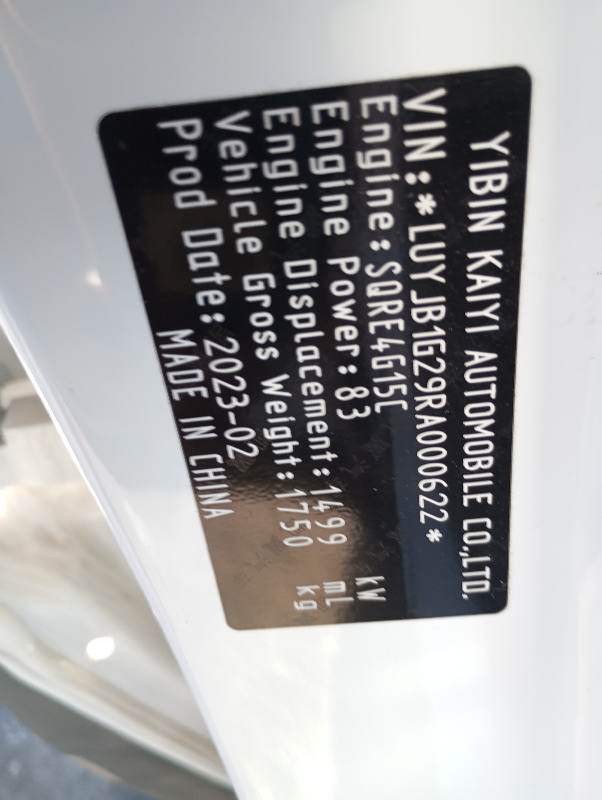 YIBIN KAIYI AUTOMOBILE CO.,LTD.
VIN:*LUYJB1G29RA000622*
Engine:SQRE4G15C
Engine Power:83 kW
Engine Displacement:1499 ml
Vehicle Gross Weight:1750 kg
Prod Date:2023-02
MADE IN CHINA